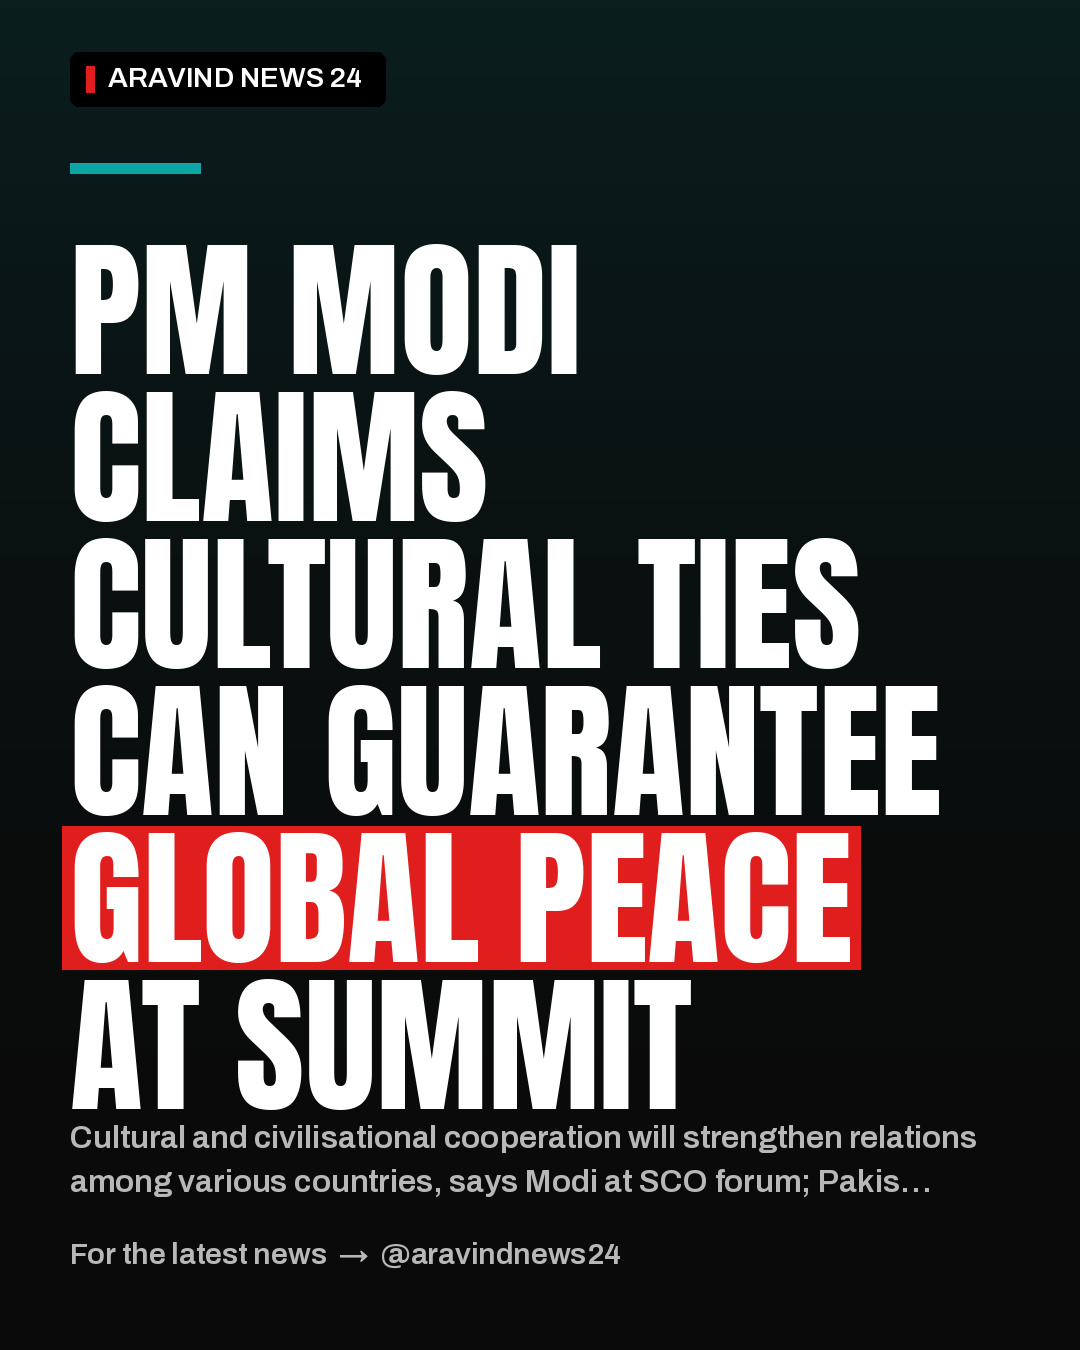 ARAVIND NEWS 24
PM MODI
CLAIMS
CULTURAL TIES
CAN GUARANTEE
GLOBAL PEACE
AT SUMMIT
Cultural and civilisational cooperation will strengthen relations
among various countries, says Modi at SCO forum; Pakis...
For the latest news → @aravindnews24